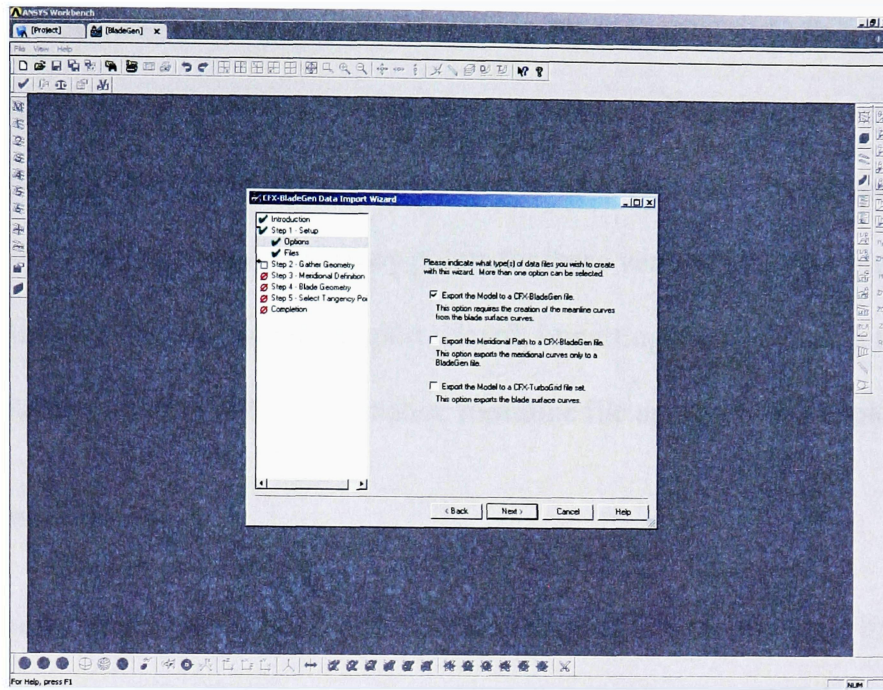 ANSYS Workbench
[Project]
[BladeGen] X
File View Help
CFX-BladeGen Data Import Wizard
Introduction
Step 1 - Setup
Options
Files
Step 2 - Gather Geometry
Step 3 - Meridional Definition
Step 4 - Blade Geometry
Step 5 - Select Tangency Poi
Completion
Please indicate what type(s) of data files you wish to create
with this wizard. More than one option can be selected.
Export the Model to a CFX-BladeGen file.
This option requires the creation of the meanline curves
from the blade surface curves.
Export the Meridional Path to a CFX-BladeGen file.
This option exports the meridional curves only to a
BladeGen file.
Export the Model to a CFX-TurboGrid file set.
This option exports the blade surface curves.
< Back
Next >
Cancel
Help
For Help, press F1
NUM